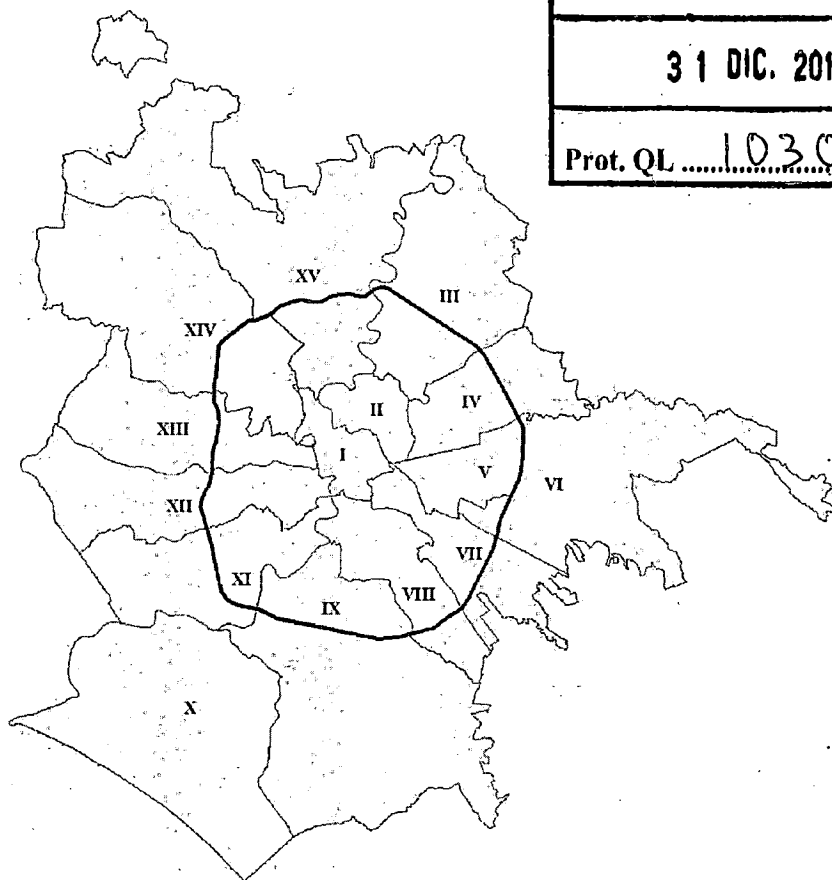 31 DIC. 201
Prot. QL ........1030
XV
III
XIV
II
IV
XIII
I
V
VI
XII
VII
XI
IX
VIII
X